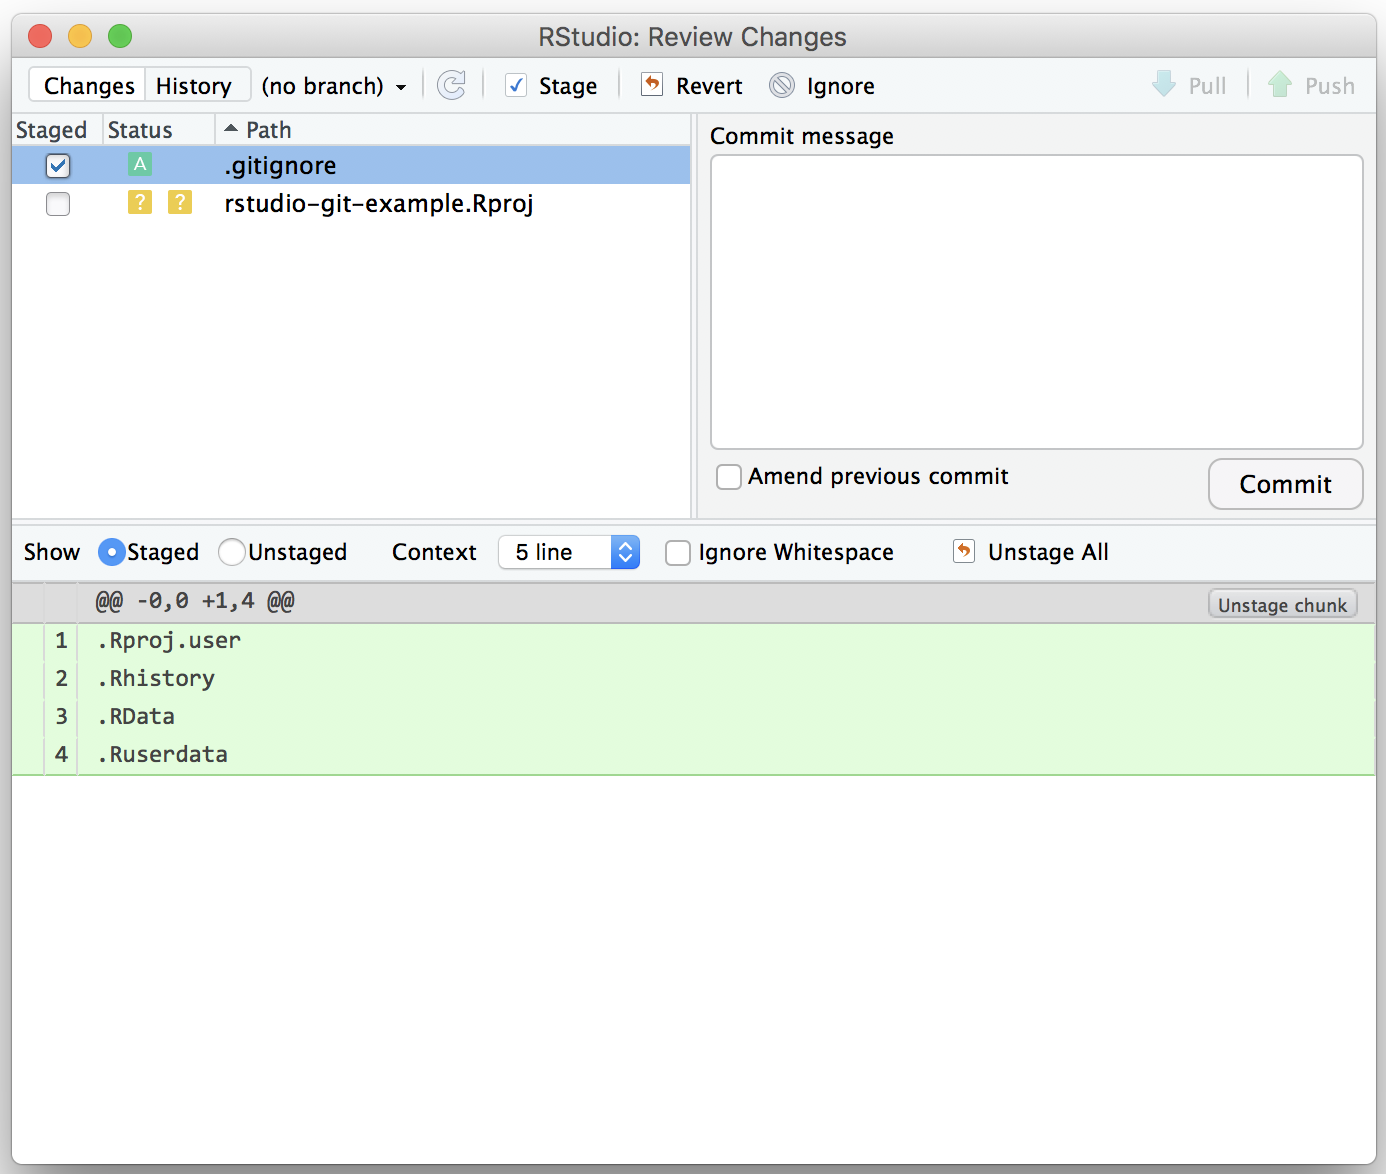 RStudio: Review Changes
Changes History (no branch) Stage Revert Ignore Pull Push
Staged Status Path
Commit message
A .gitignore
? ? rstudio-git-example.Rproj
Amend previous commit
Commit
Show Staged Unstaged Context 5 line Ignore Whitespace Unstage All
@@ -0,0 +1,4 @@ Unstage chunk
1 .Rproj.user
2 .Rhistory
3 .RData
4 .Ruserdata